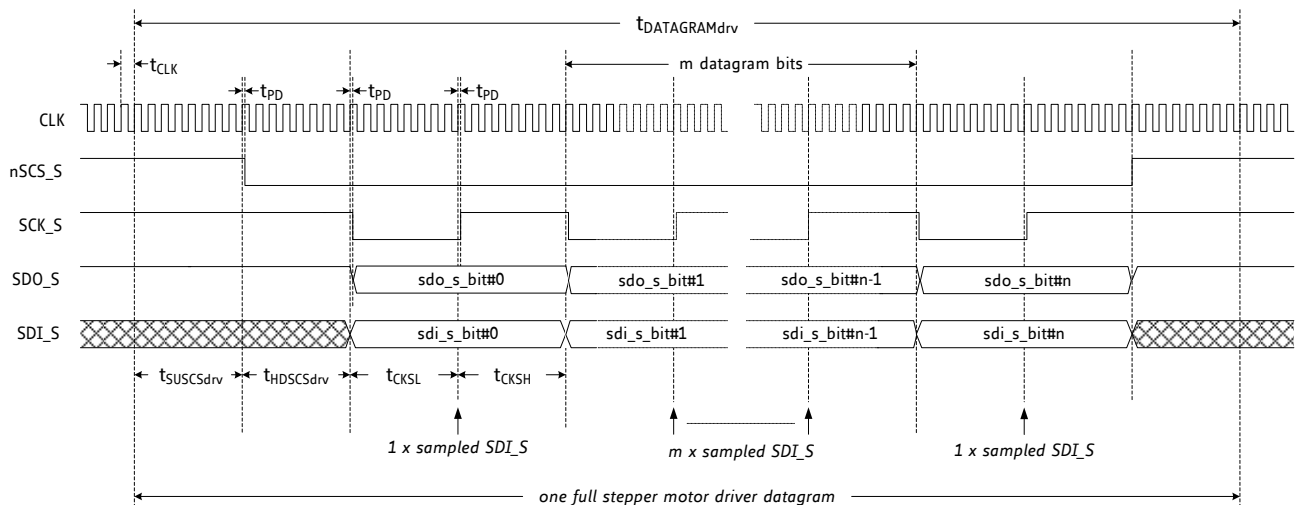 tDATAGRAMdrv
tCLK
m datagram bits
tPD tPD tPD
CLK
nSCS_S
SCK_S
SDO_S sdo_s_bit#0 sdo_s_bit#1 sdo_s_bit#n-1 sdo_s_bit#n
SDI_S sdi_s_bit#0 sdi_s_bit#1 sdi_s_bit#n-1 sdi_s_bit#n
tSUSCSdrv tHDSCSdrv tCKSL tCKSH
1 x sampled SDI_S m x sampled SDI_S 1 x sampled SDI_S
one full stepper motor driver datagram